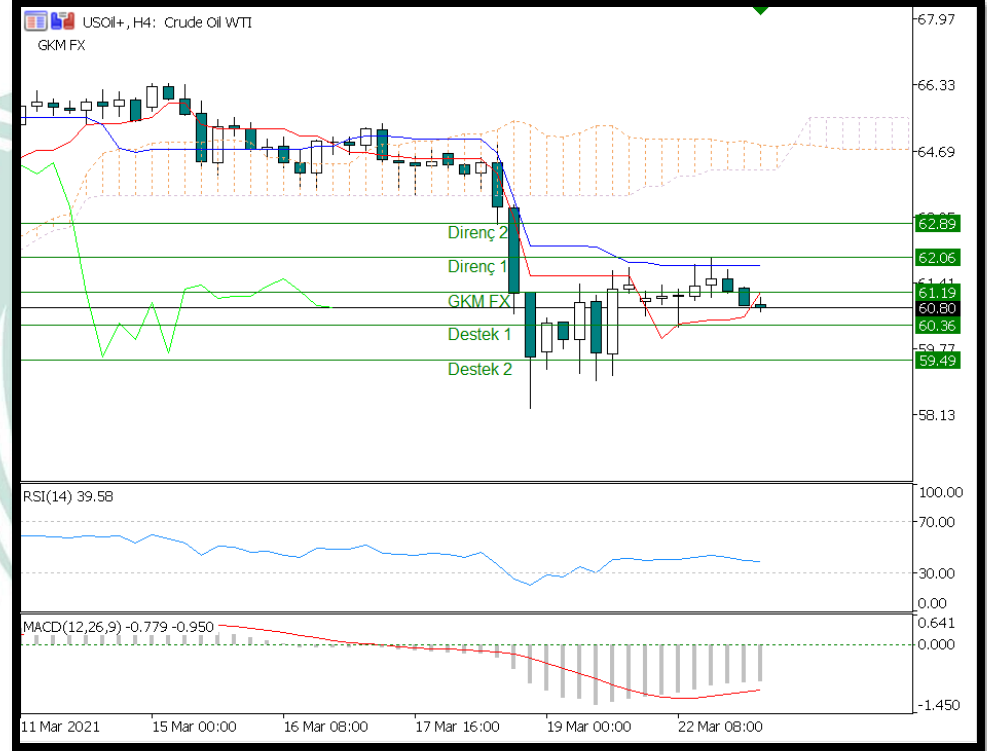 USOil+, H4: Crude Oil WTI
GKM FX
67.97
66.33
64.69
62.89
Direnç 2
62.06
Direnç 1
61.19
GKM FX
60.80
60.36
Destek 1
59.77
59.49
Destek 2
58.13
RSI(14) 39.58
100.00
70.00
30.00
0.00
MACD(12,26,9) -0.779 -0.950
0.641
0.000
-1.450
11 Mar 2021
15 Mar 00:00
16 Mar 08:00
17 Mar 16:00
19 Mar 00:00
22 Mar 08:00